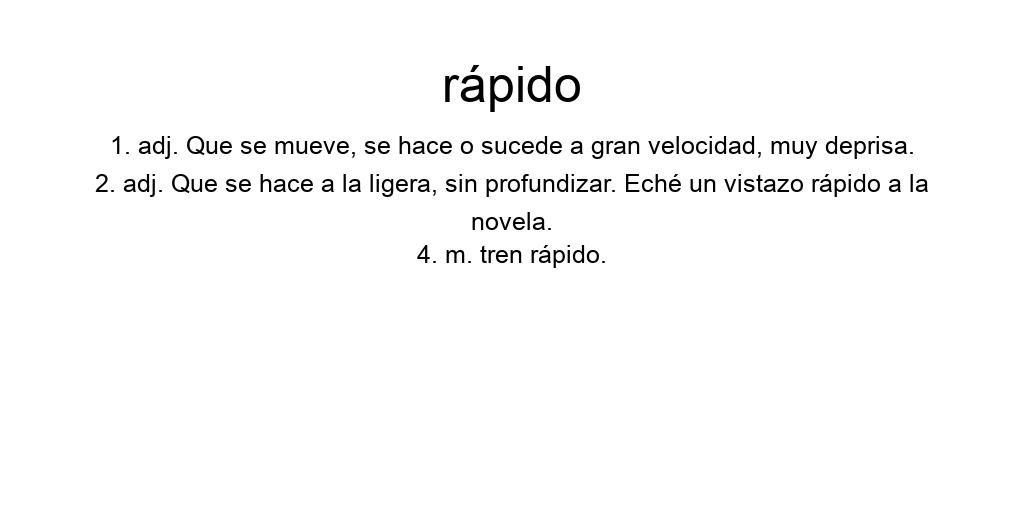 rápido
1. adj. Que se mueve, se hace o sucede a gran velocidad, muy deprisa.
2. adj. Que se hace a la ligera, sin profundizar. Eché un vistazo rápido a la
novela.
4. m. tren rápido.